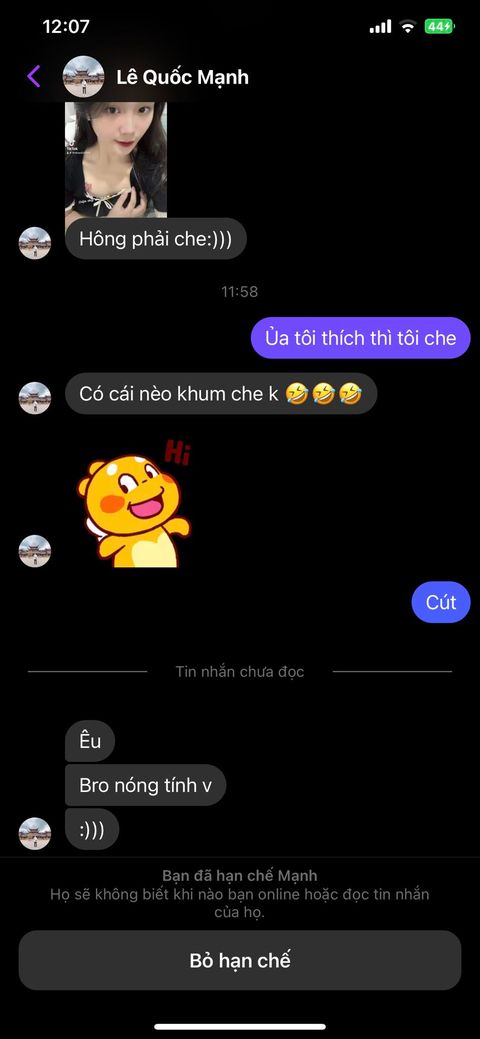 12:07
44
Lê Quốc Mạnh
TikTok
Hông phải che:)))
11:58
Ủa tôi thích thì tôi che
Có cái nèo khum che k 🤣🤣🤣
Hi
Cút
Tin nhắn chưa đọc
Êu
Bro nóng tính v
:)))
Bạn đã hạn chế Mạnh
Họ sẽ không biết khi nào bạn online hoặc đọc tin nhắn
của họ.
Bỏ hạn chế